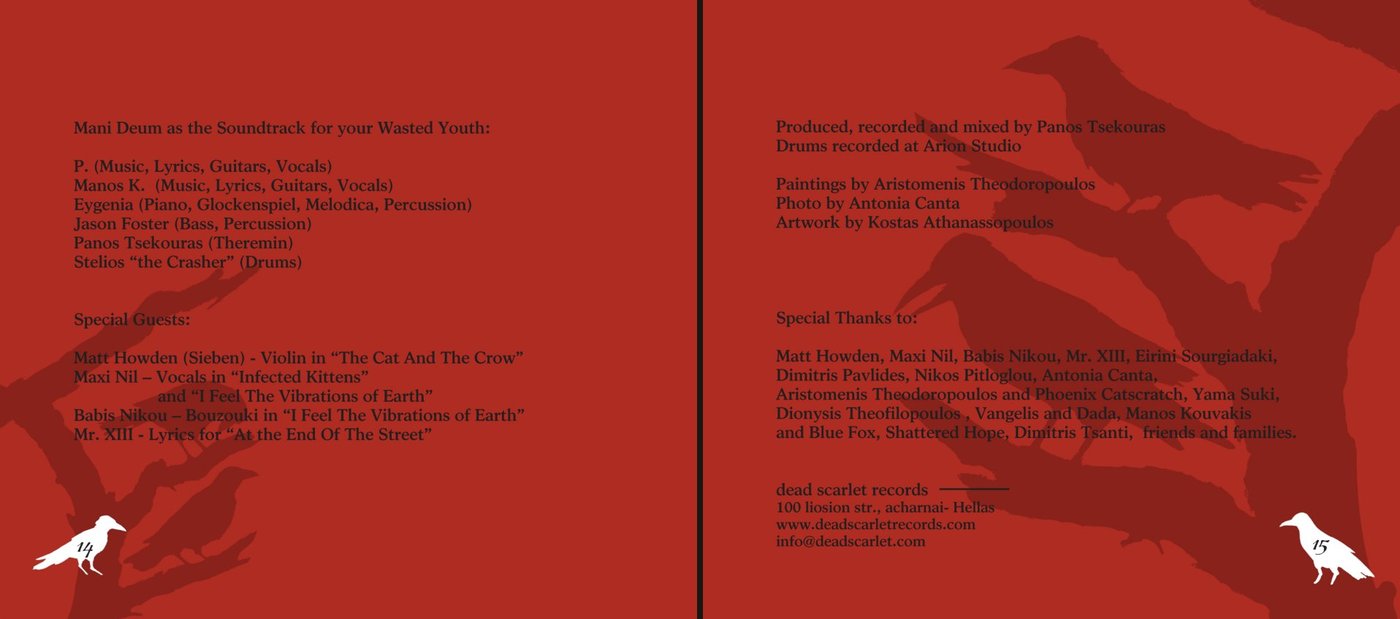 Mani Deum as the Soundtrack for your Wasted Youth:
P. (Music, Lyrics, Guitars, Vocals)
Manos K.  (Music, Lyrics, Guitars, Vocals)
Eygenia (Piano, Glockenspiel, Melodica, Percussion)
Jason Foster (Bass, Percussion)
Panos Tsekouras (Theremin)
Stelios “the Crasher” (Drums)
Special Guests:
Matt Howden (Sieben) - Violin in “The Cat And The Crow”
Maxi Nil – Vocals in “Infected Kittens”
and “I Feel The Vibrations of Earth”
Babis Nikou – Bouzouki in “I Feel The Vibrations of Earth”
Mr. XIII - Lyrics for “At the End Of The Street”
14
Produced, recorded and mixed by Panos Tsekouras
Drums recorded at Arion Studio
Paintings by Aristomenis Theodoropoulos
Photo by Antonia Canta
Artwork by Kostas Athanassopoulos
Special Thanks to:
Matt Howden, Maxi Nil, Babis Nikou, Mr. XIII, Eirini Sourgiadaki,
Dimitris Pavlides, Nikos Pitloglou, Antonia Canta,
Aristomenis Theodoropoulos and Phoenix Catscratch, Yama Suki,
Dionysis Theofilopoulos , Vangelis and Dada, Manos Kouvakis
and Blue Fox, Shattered Hope, Dimitris Tsanti,  friends and families.
dead scarlet records
100 liosion str., acharnai- Hellas
www.deadscarletrecords.com
info@deadscarlet.com
15